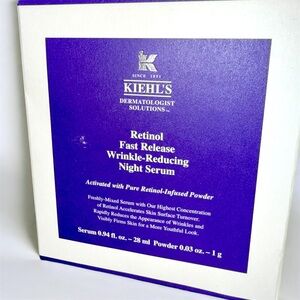 K
SINCE 1851
KIEHL'S
DERMATOLOGIST
SOLUTIONS™
Retinol
Fast Release
Wrinkle-Reducing
Night Serum
Activated with Pure Retinol-Infused Powder
Freshly-Mixed Serum with Our Highest Concentration
of Retinol Accelerates Skin Surface Turnover.
Rapidly Reduces the Appearance of Wrinkles and
Visibly Firms Skin for a More Youthful Look.
Serum 0.94 fl. oz. – 28 ml Powder 0.03 oz. – 1 g